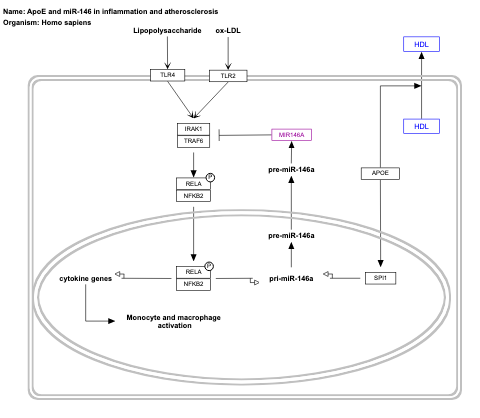 Name: ApoE and miR-146 in inflammation and atherosclerosis
Organism: Homo sapiens
Lipopolysaccharide
ox-LDL
HDL
TLR4
TLR2
IRAK1
TRAF6
MIR146A
HDL
pre-miR-146a
APOE
P
RELA
NFKB2
pre-miR-146a
P
RELA
NFKB2
cytokine genes
pri-miR-146a
SPI1
Monocyte and macrophage
activation